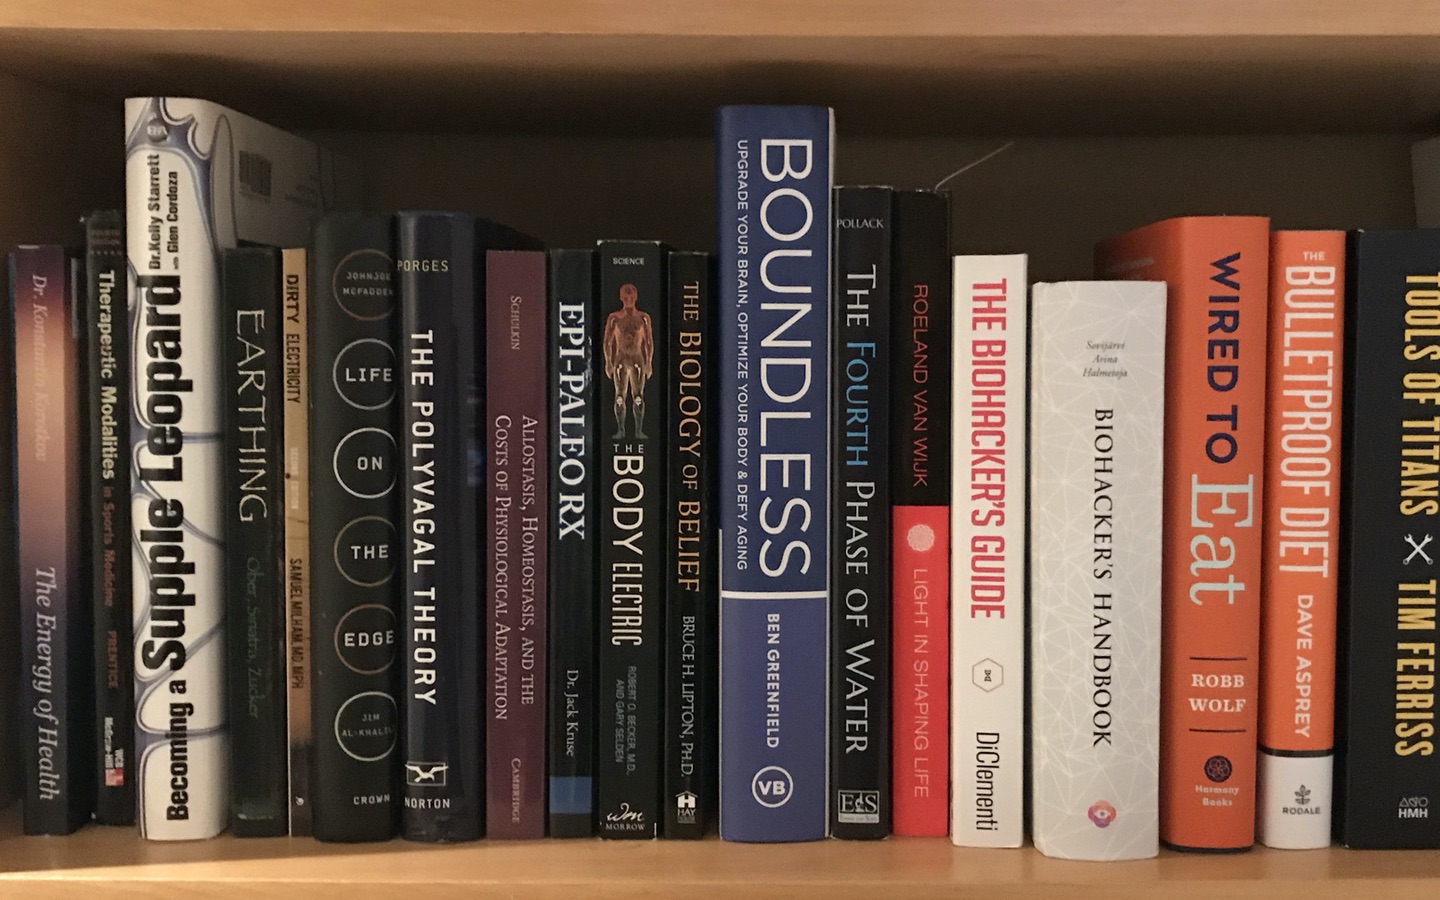 Dr. Konstantin Korotkov
The Energy of Health
Therapeutic Modalities in Sports Medicine
PRENTICE
WCB
McGraw-Hill
Becoming a Supple Leopard
Dr. Kelly Starrett
with Glen Cordoza
EARTHING
Ober, Sinatra, Zucker
DIRTY ELECTRICITY
SAMUEL MILHAM, MD, MPH
JOHNJOE
MCFADDEN
LIFE
ON
THE
EDGE
JIM
AL-KHALILI
CROWN
PORGES
THE POLYVAGAL THEORY
NORTON
SCHULKIN
ALLOSTASIS, HOMEOSTASIS, AND THE
COSTS OF PHYSIOLOGICAL ADAPTATION
CAMBRIDGE
EPI-PALEO RX
Dr. Jack Kruse
SCIENCE
THE
BODY ELECTRIC
ROBERT O. BECKER, M.D.,
AND GARY SELDEN
wm
MORROW
THE BIOLOGY OF BELIEF
BRUCE H. LIPTON, PH.D.
HAY
BOUNDLESS
UPGRADE YOUR BRAIN, OPTIMIZE YOUR BODY & DEFY AGING
BEN GREENFIELD
VB
POLLACK
THE FOURTH PHASE OF WATER
E&S
ROELAND VAN WIJK
LIGHT IN SHAPING LIFE
THE BIOHACKER'S GUIDE
DiClementi
Sovijärvi
Arina
Halmetoja
BIOHACKER'S HANDBOOK
WIRED TO
Eat
ROBB
WOLF
Harmony
Books
THE
BULLETPROOF DIET
DAVE ASPREY
RODALE
TOOLS OF TITANS
TIM FERRISS
HMH